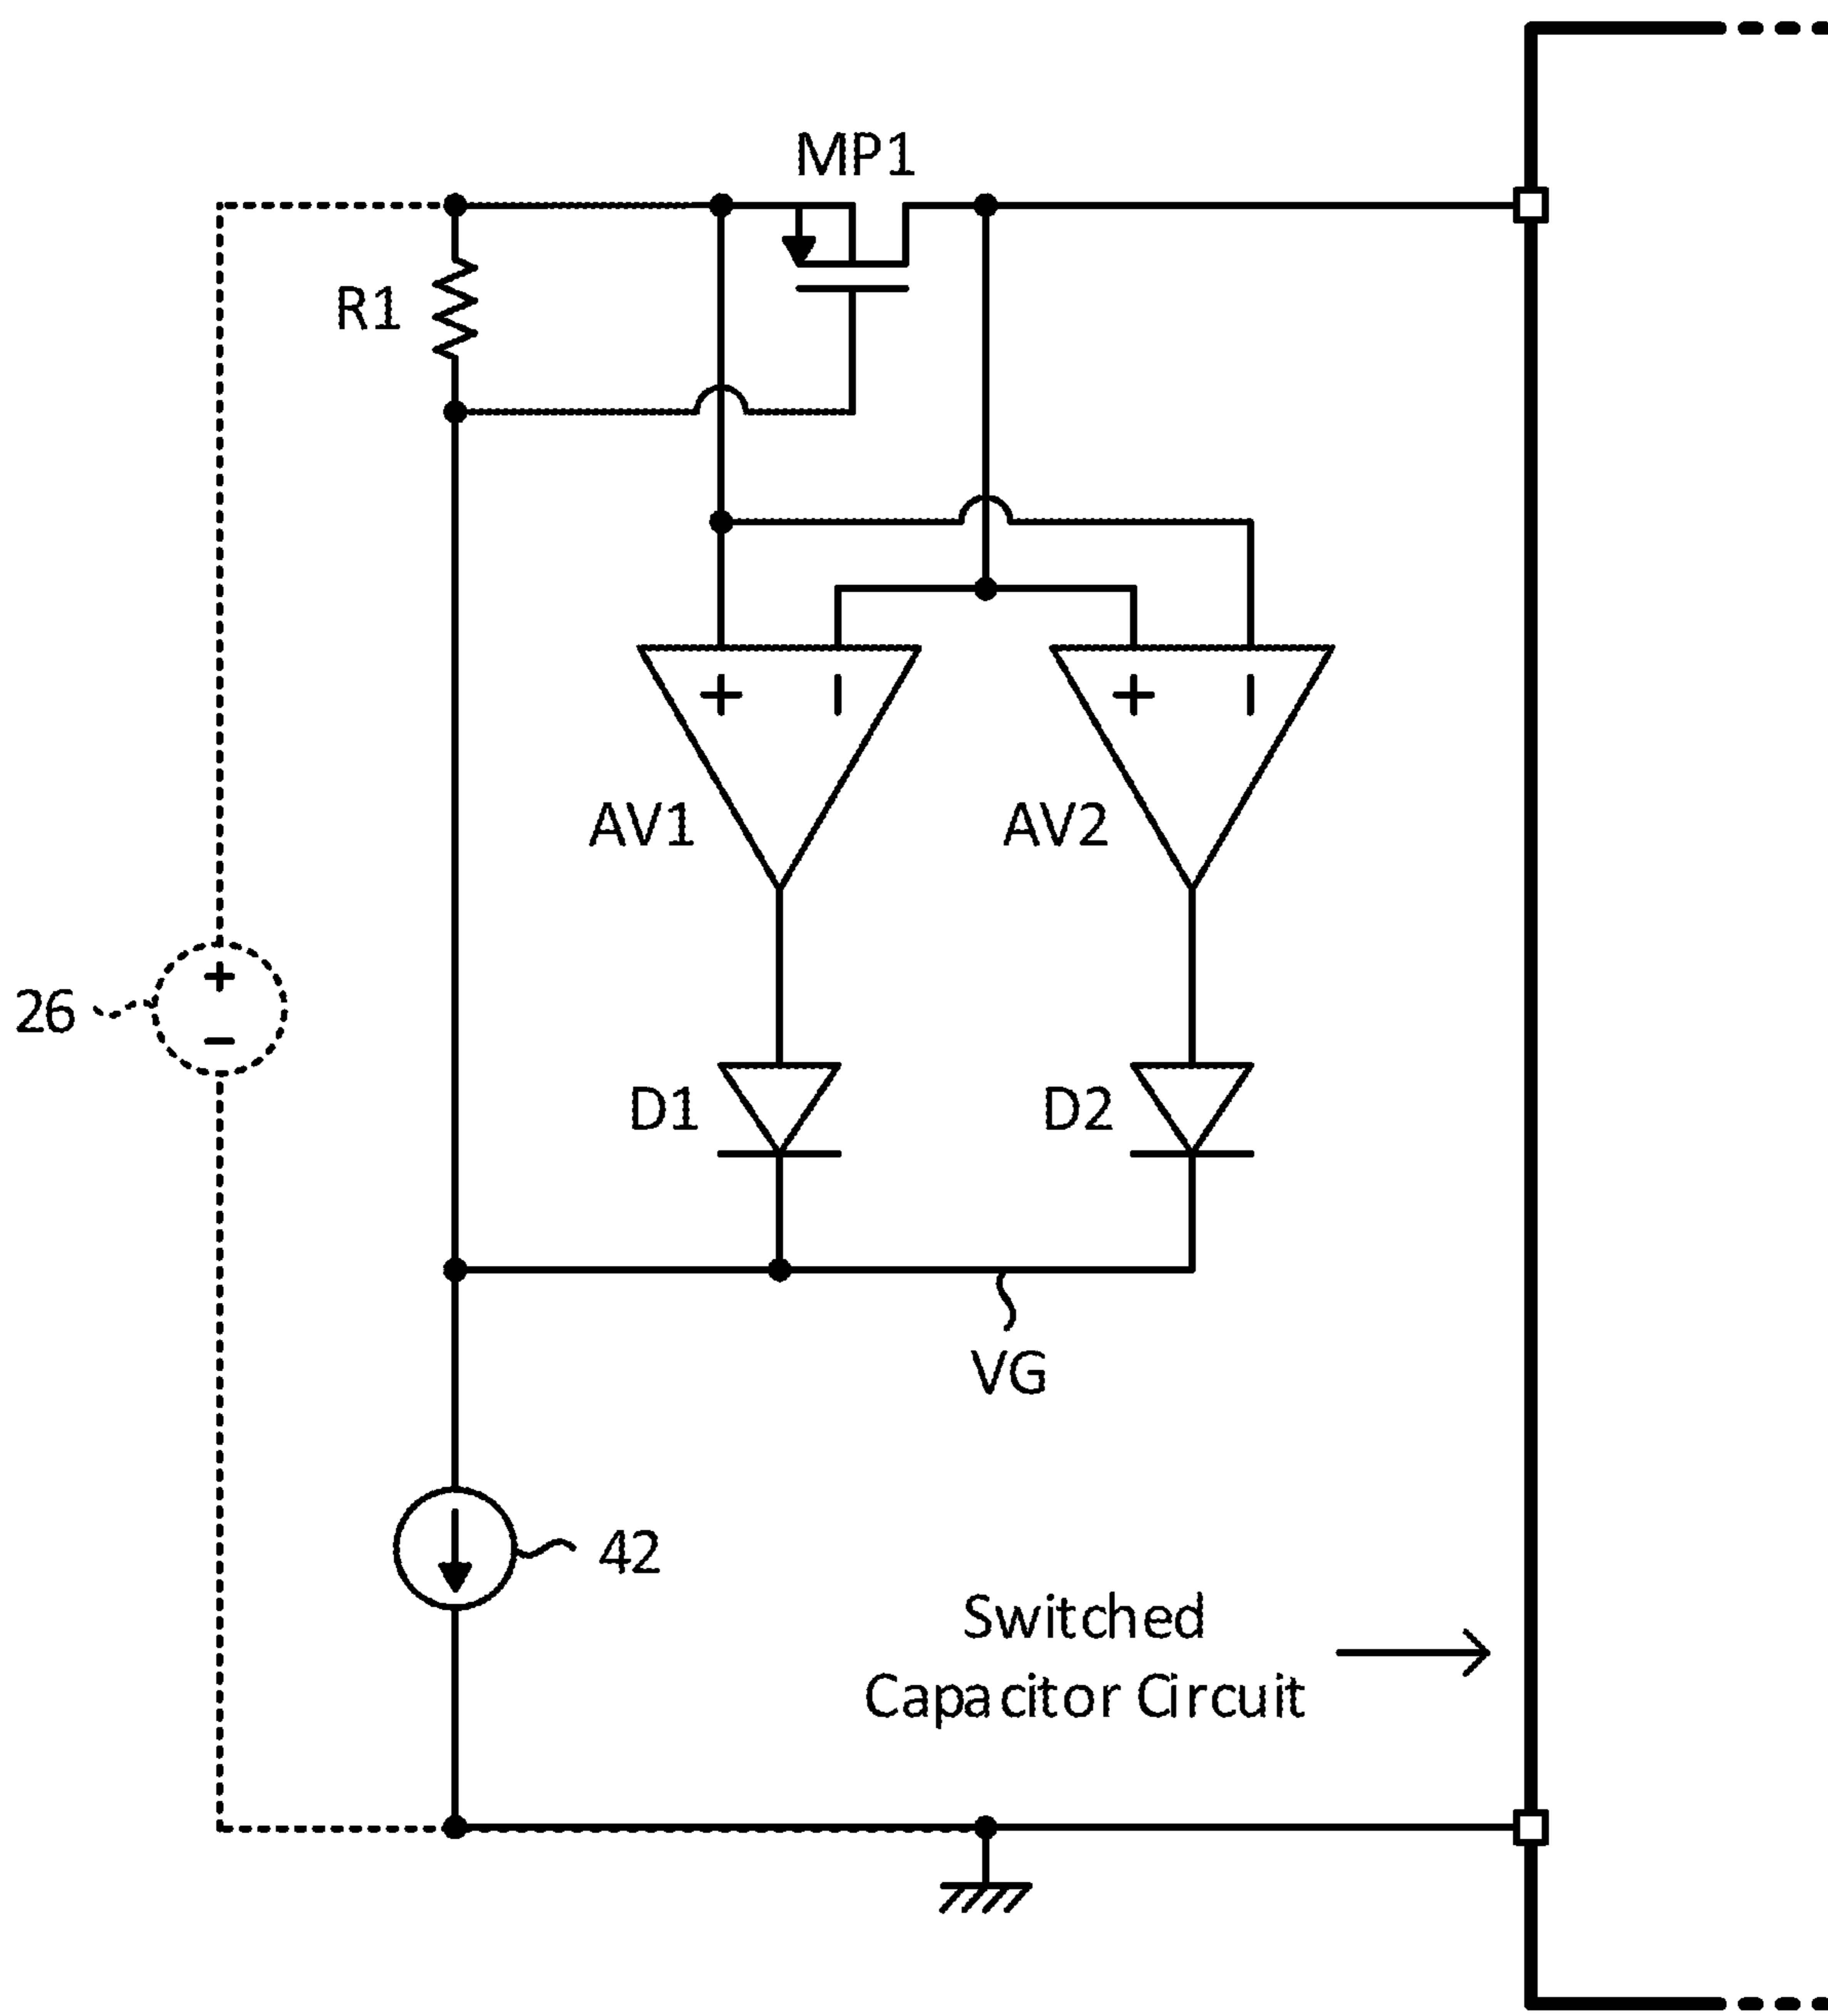 MP1
R1
+ −
+ −
AV1
AV2
+
26
−
D1
D2
VG
42
Switched
Capacitor Circuit